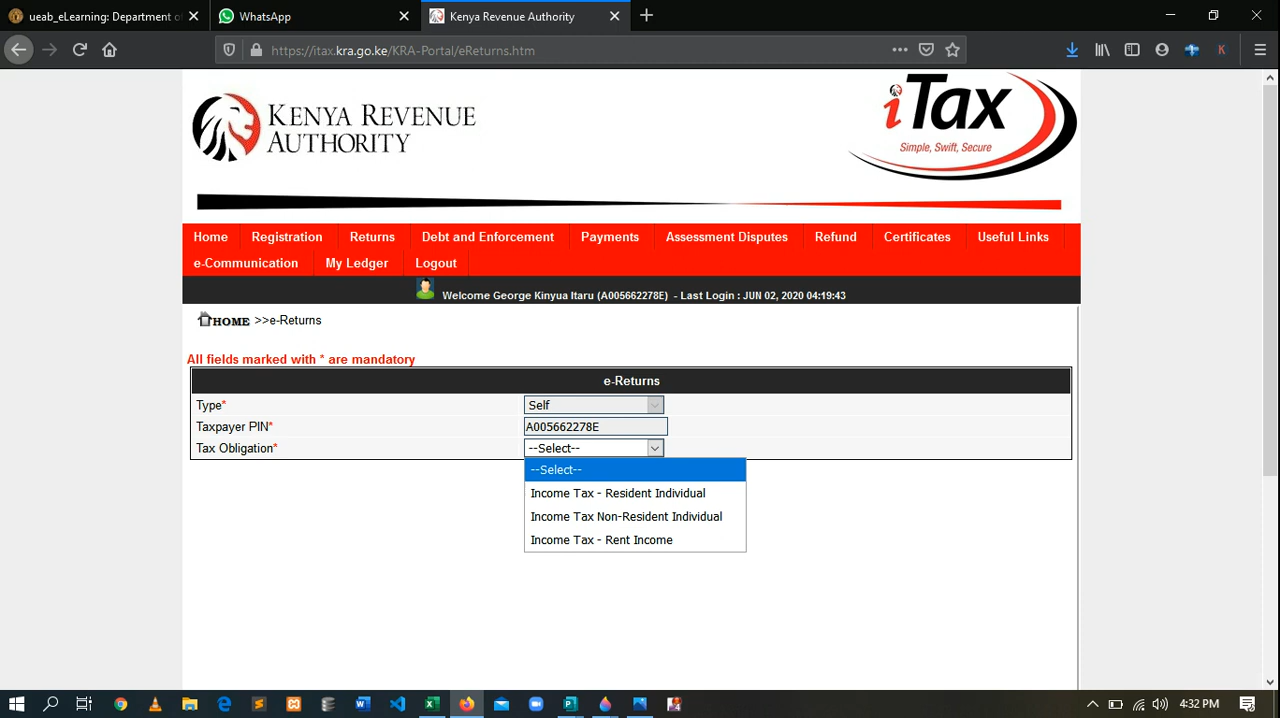 ueab_eLearning: Department o
WhatsApp
Kenya Revenue Authority
https://itax.kra.go.ke/KRA-Portal/eReturns.htm
KENYA REVENUE
AUTHORITY
iTax
Simple, Swift, Secure
Home Registration Returns Debt and Enforcement Payments Assessment Disputes Refund Certificates Useful Links
e-Communication My Ledger Logout
Welcome George Kinyua Itaru (A005662278E) - Last Login : JUN 02, 2020 04:19:43
HOME >>e-Returns
All fields marked with * are mandatory
e-Returns
Type* Self
Taxpayer PIN* A005662278E
Tax Obligation* --Select--
--Select--
Income Tax - Resident Individual
Income Tax Non-Resident Individual
Income Tax - Rent Income
4:32 PM